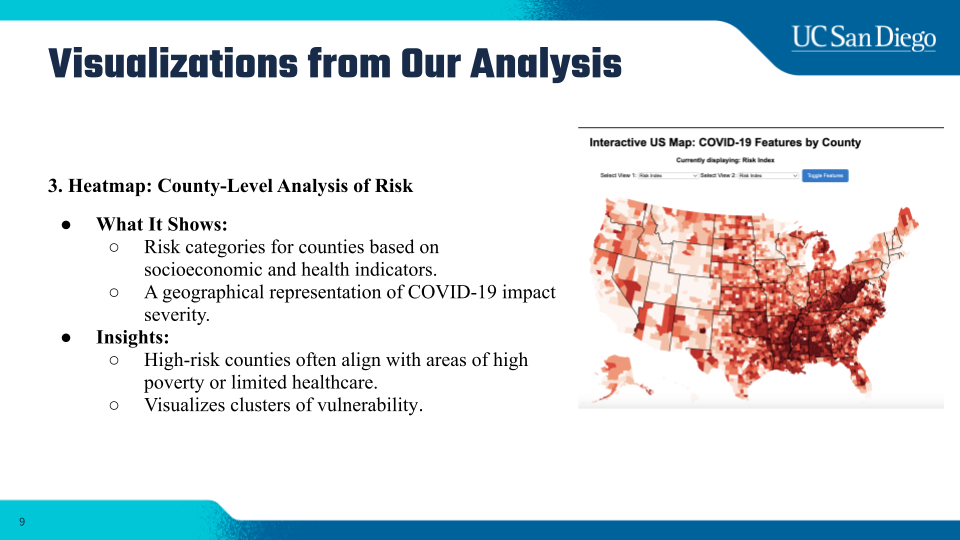 UC San Diego
Visualizations from Our Analysis
Interactive US Map: COVID-19 Features by County
Currently displaying: Risk Index
Select View 1: Risk Index Select View 2: Risk Index Toggle Features
3. Heatmap: County-Level Analysis of Risk
● What It Shows:
○ Risk categories for counties based on
socioeconomic and health indicators.
○ A geographical representation of COVID-19 impact
severity.
● Insights:
○ High-risk counties often align with areas of high
poverty or limited healthcare.
○ Visualizes clusters of vulnerability.
9